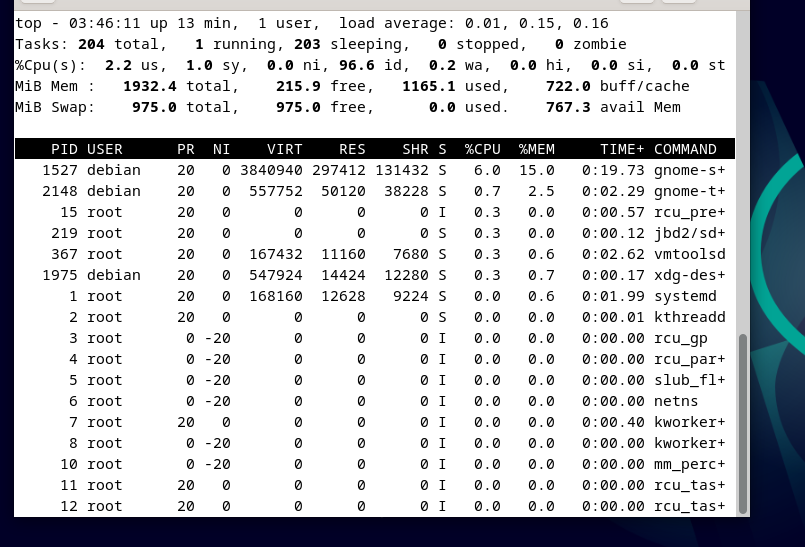 top - 03:46:11 up 13 min,  1 user,  load average: 0.01, 0.15, 0.16
Tasks: 204 total,   1 running, 203 sleeping,   0 stopped,   0 zombie
%Cpu(s):  2.2 us,  1.0 sy,  0.0 ni, 96.6 id,  0.2 wa,  0.0 hi,  0.0 si,  0.0 st
MiB Mem :   1932.4 total,    215.9 free,   1165.1 used,    722.0 buff/cache
MiB Swap:    975.0 total,    975.0 free,      0.0 used.    767.3 avail Mem
    PID USER      PR  NI    VIRT    RES    SHR S  %CPU  %MEM     TIME+ COMMAND
   1527 debian    20   0 3840940 297412 131432 S   6.0  15.0   0:19.73 gnome-s+
   2148 debian    20   0  557752  50120  38228 S   0.7   2.5   0:02.29 gnome-t+
     15 root      20   0       0      0      0 I   0.3   0.0   0:00.57 rcu_pre+
    219 root      20   0       0      0      0 S   0.3   0.0   0:00.12 jbd2/sd+
    367 root      20   0  167432  11160   7680 S   0.3   0.6   0:02.62 vmtoolsd
   1975 debian    20   0  547924  14424  12280 S   0.3   0.7   0:00.17 xdg-des+
      1 root      20   0  168160  12628   9224 S   0.0   0.6   0:01.99 systemd
      2 root      20   0       0      0      0 S   0.0   0.0   0:00.01 kthreadd
      3 root       0 -20       0      0      0 I   0.0   0.0   0:00.00 rcu_gp
      4 root       0 -20       0      0      0 I   0.0   0.0   0:00.00 rcu_par+
      5 root       0 -20       0      0      0 I   0.0   0.0   0:00.00 slub_fl+
      6 root       0 -20       0      0      0 I   0.0   0.0   0:00.00 netns
      7 root      20   0       0      0      0 I   0.0   0.0   0:00.40 kworker+
      8 root       0 -20       0      0      0 I   0.0   0.0   0:00.00 kworker+
     10 root       0 -20       0      0      0 I   0.0   0.0   0:00.00 mm_perc+
     11 root      20   0       0      0      0 I   0.0   0.0   0:00.00 rcu_tas+
     12 root      20   0       0      0      0 I   0.0   0.0   0:00.00 rcu_tas+